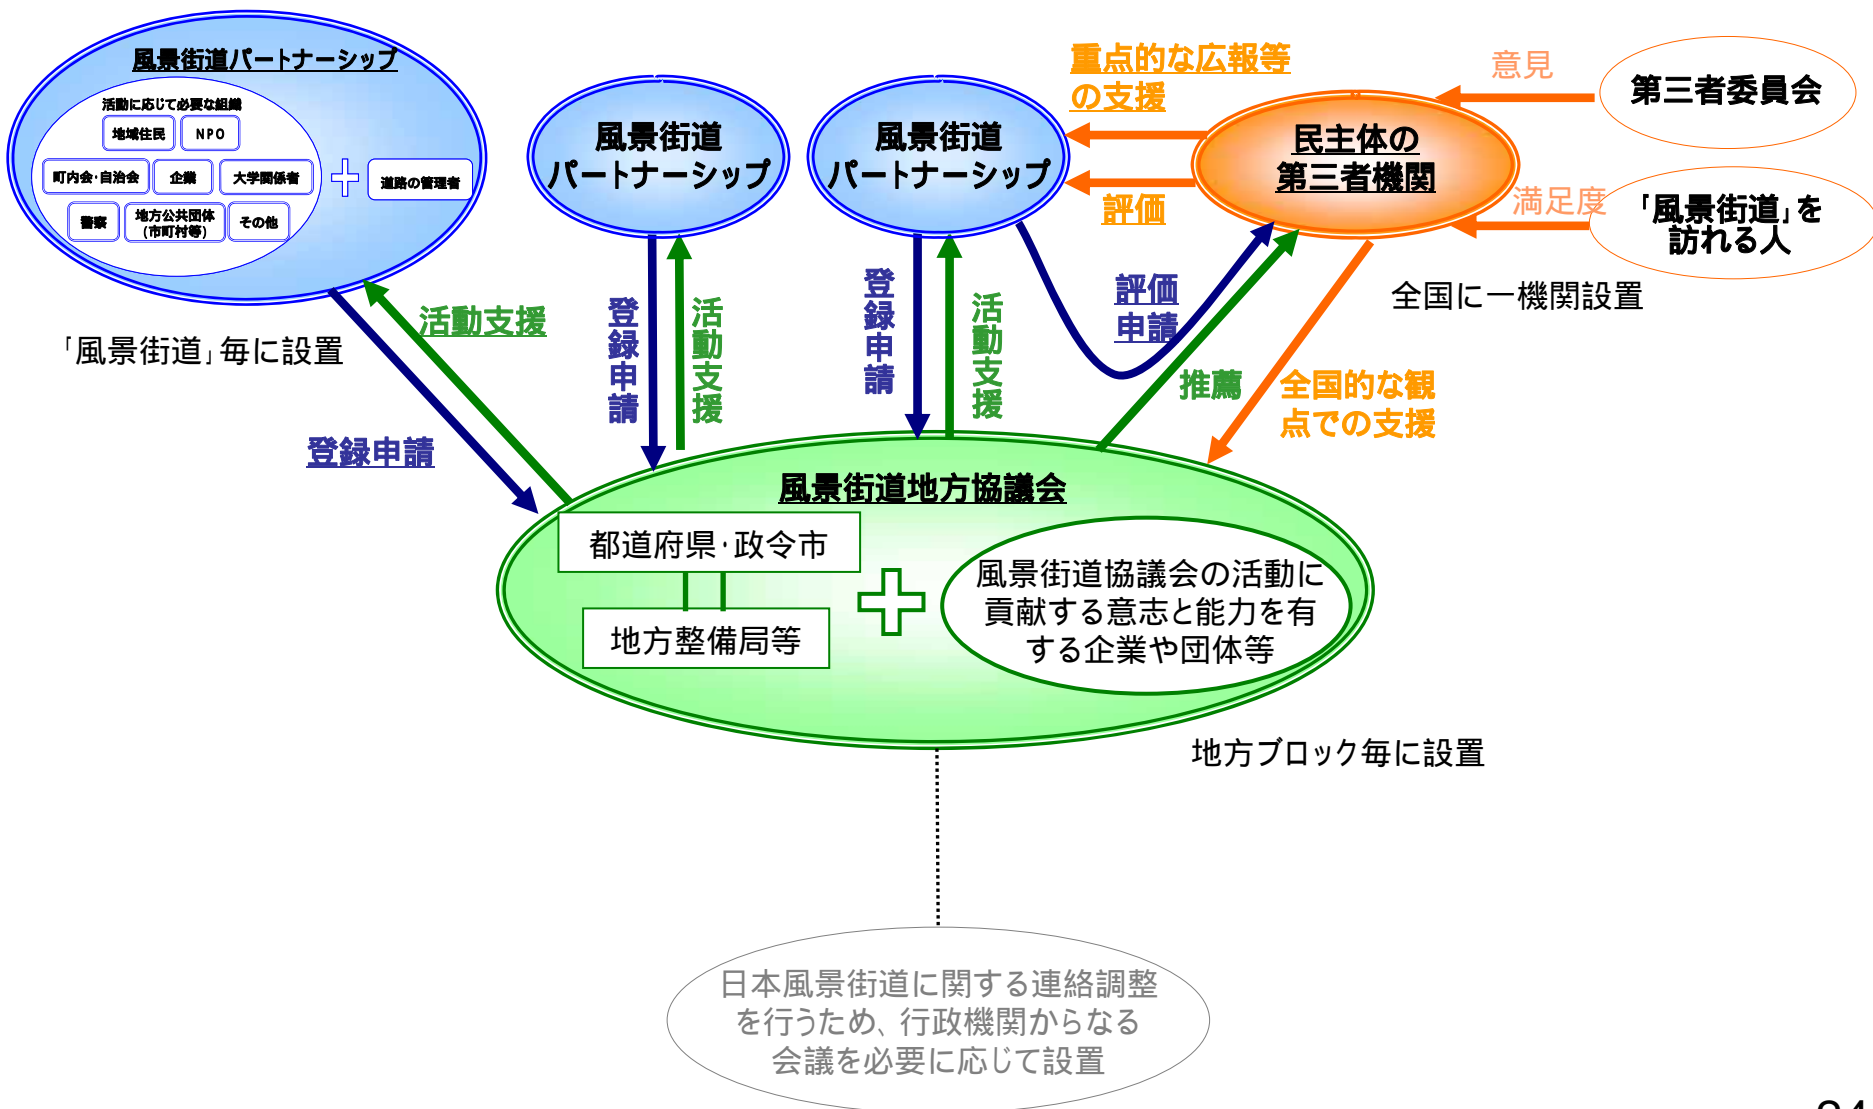 風景街道パートナーシップ
活動に応じて必要な組織
地域住民
NPO
町内会・自治会
企業
大学関係者
警察
地方公共団体
(市町村等)
その他
道路の管理者
「風景街道」毎に設置
風景街道
パートナーシップ
風景街道
パートナーシップ
重点的な広報等
の支援
評価
民主体の
第三者機関
意見
第三者委員会
満足度
「風景街道」を
訪れる人
全国に一機関設置
活動支援
登録申請
登録申請
活動支援
登録申請
活動支援
評価
申請
推薦
全国的な観
点での支援
風景街道地方協議会
都道府県・政令市
地方整備局等
風景街道協議会の活動に
貢献する意志と能力を有
する企業や団体等
地方ブロック毎に設置
日本風景街道に関する連絡調整
を行うため、行政機関からなる
会議を必要に応じて設置